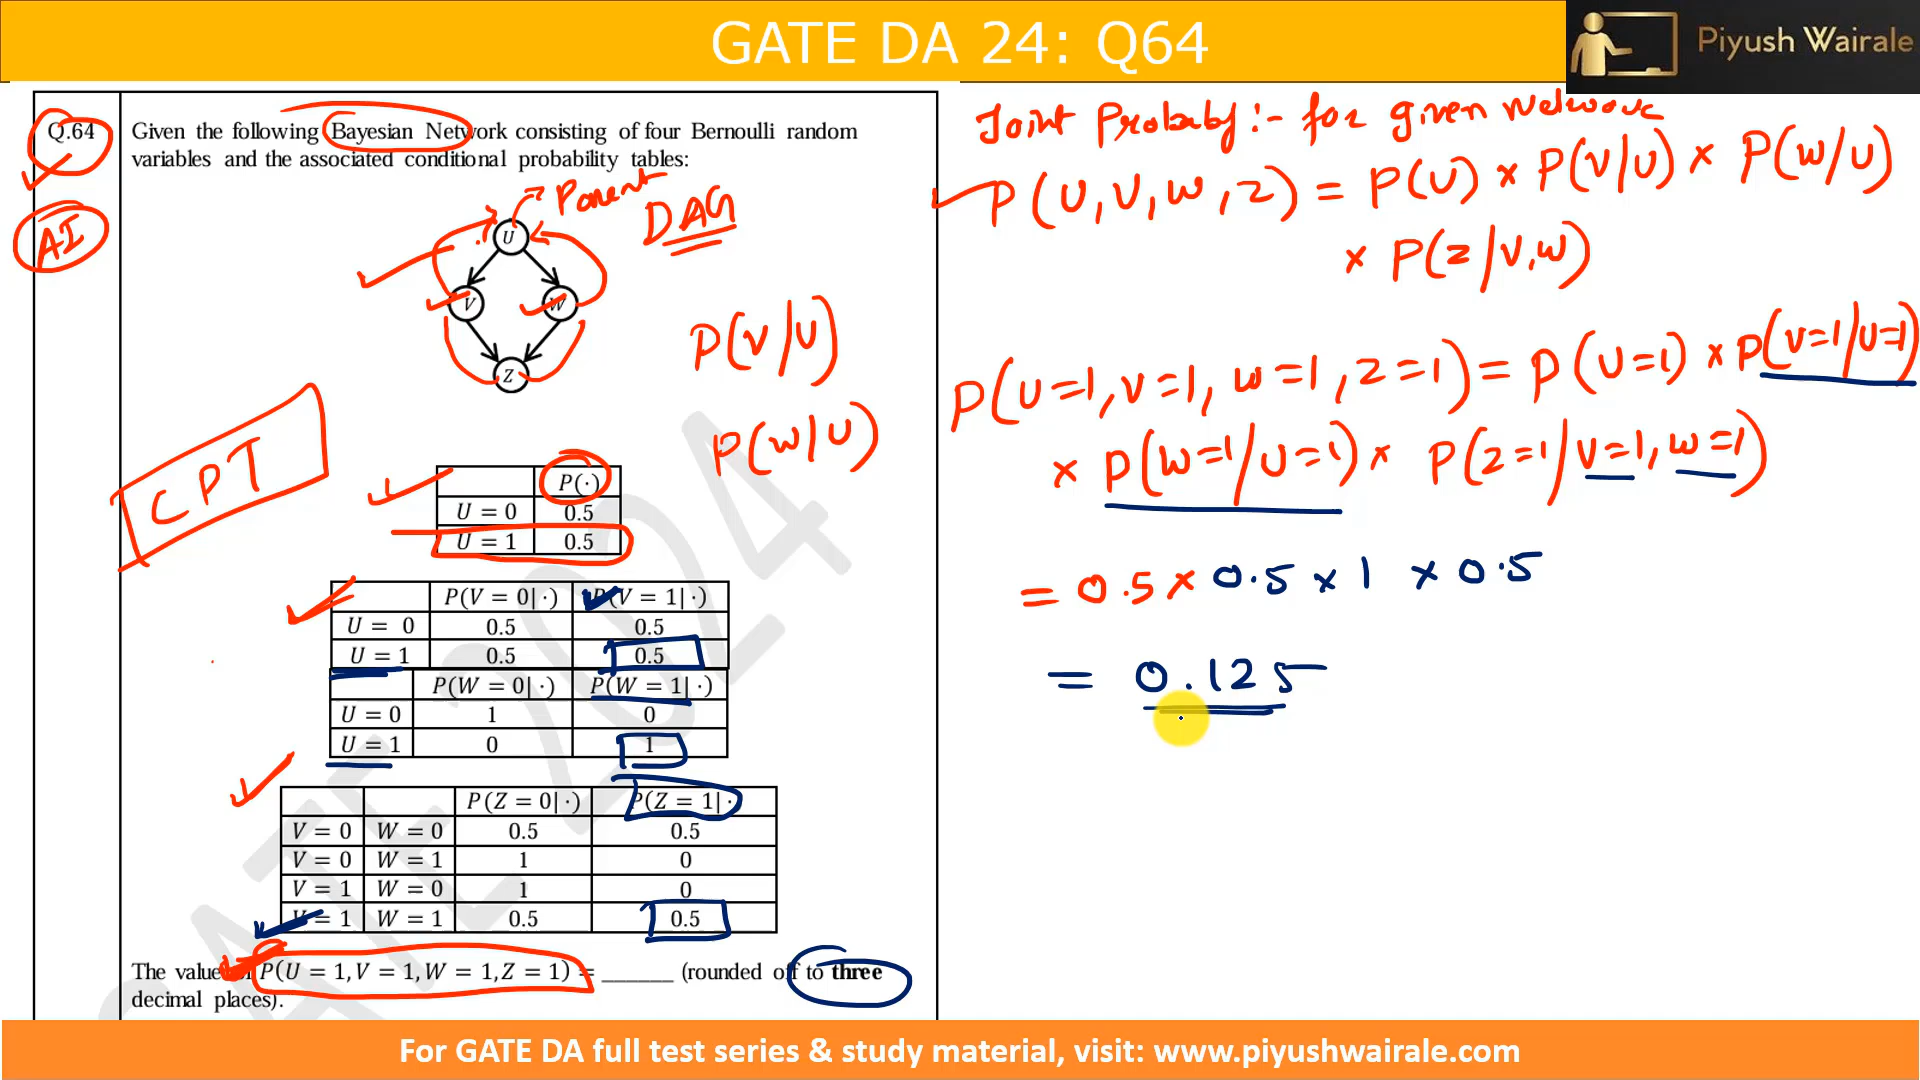 GATE DA 24: Q64
Piyush Wairale
Q.64
AI
Given the following Bayesian Network consisting of four Bernoulli random
variables and the associated conditional probability tables:
Parent
DAG
U
V W
Z
P(V/U)
P(W/U)
CPT
P(·)
U = 0 0.5
U = 1 0.5
P(V = 0|·) P(V = 1|·)
U = 0 0.5 0.5
U = 1 0.5 0.5
P(W = 0|·) P(W = 1|·)
U = 0 1 0
U = 1 0 1
P(Z = 0|·) P(Z = 1|·
V = 0 W = 0 0.5 0.5
V = 0 W = 1 1 0
V = 1 W = 0 1 0
V = 1 W = 1 0.5 0.5
The value of P(U = 1, V = 1, W = 1, Z = 1) = ______ (rounded off to three
decimal places).
Joint Probab:- for given Network
P(U,V,W,Z) = P(U) × P(V/U) × P(W/U)
× P(Z/V,W)
P(U=1,V=1,W=1,Z=1) = P(U=1) × P(V=1/U=1)
× P(W=1/U=1) × P(Z=1/V=1,W=1)
= 0.5 × 0.5 × 1 × 0.5
= 0.125
GATE 2024
For GATE DA full test series & study material, visit: www.piyushwairale.com